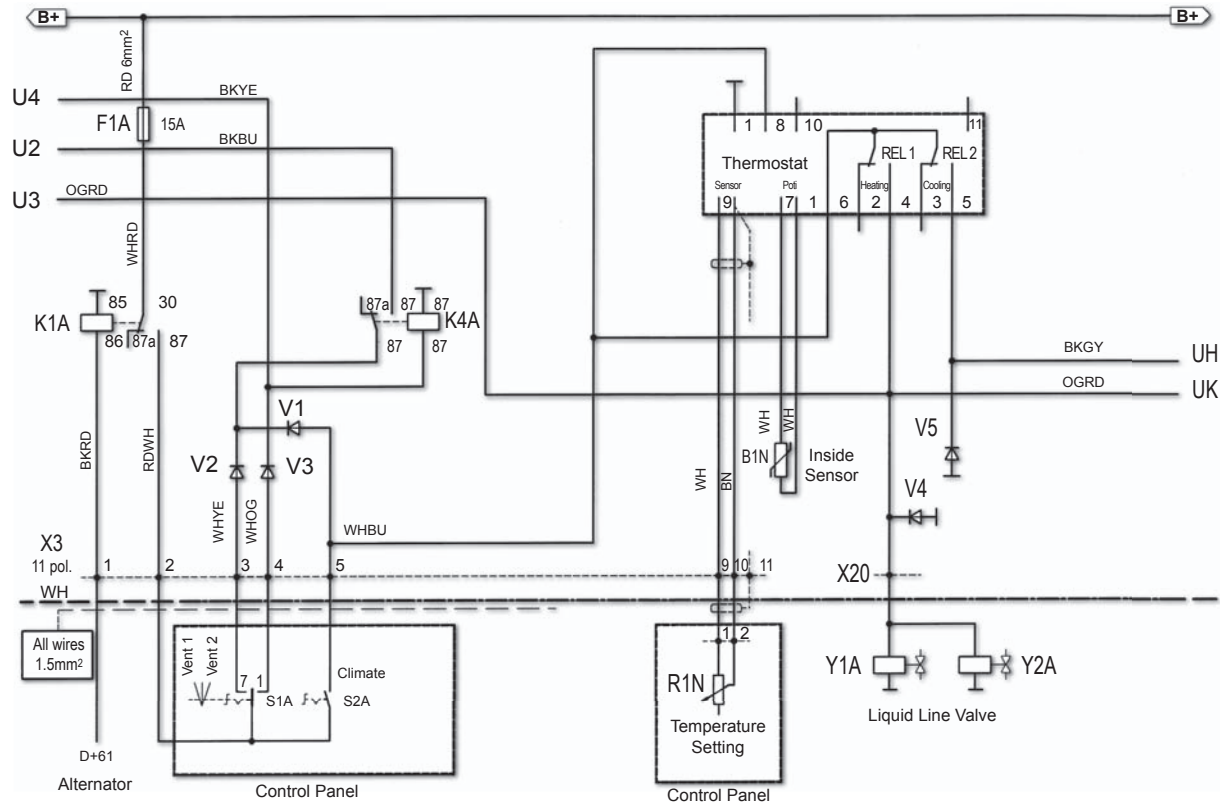 B+
B+
RD 6mm²
U4
BKYE
F1A
15A
1
8
10
11
U2
BKBU
REL 1
REL 2
Thermostat
U3
OGRD
Sensor
Poti
Heating
Cooling
9
7
1
6
2
4
3
5
WHRD
85
30
87a
87
87
K1A
K4A
86
87a
87
87
87
BKGY
UH
OGRD
UK
V1
WH
WH
V5
BKRD
RDWH
V2
V3
B1N
Inside
Sensor
WH
BN
WHYE
WHOG
WHBU
V4
X3
11 pol.
1
2
3
4
5
9
10
11
X20
WH
All wires
1.5mm²
Vent 1
Vent 2
7
1
Climate
S1A
S2A
1
2
R1N
Y1A
Y2A
Temperature
Setting
Liquid Line Valve
D+61
Alternator
Control Panel
Control Panel